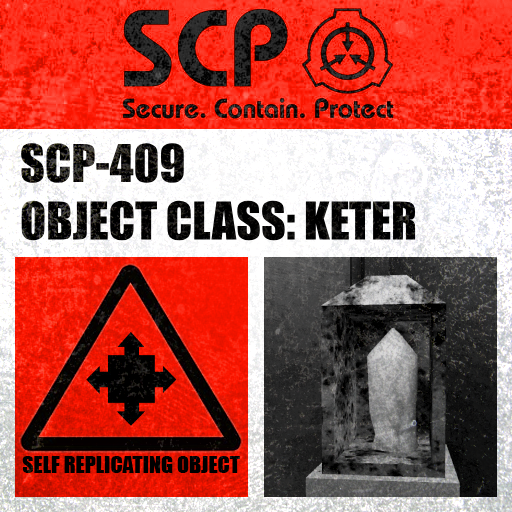 SCP
Secure. Contain. Protect
SCP-409
OBJECT CLASS: KETER
SELF REPLICATING OBJECT